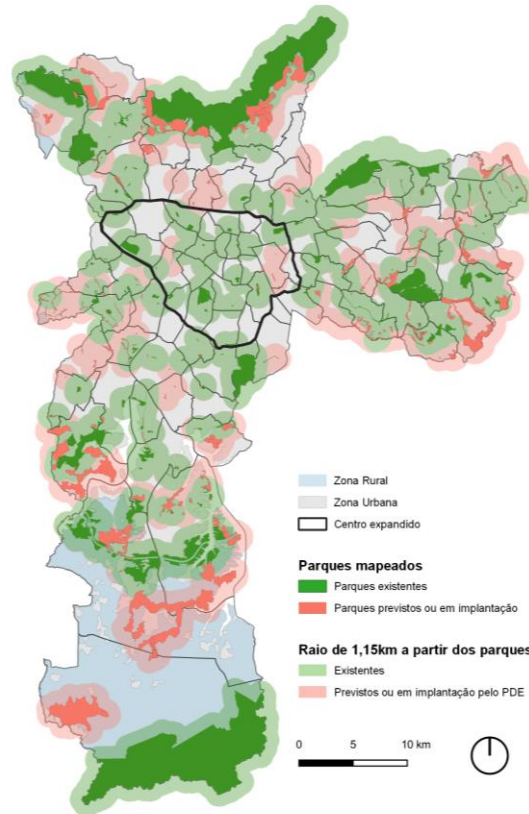 Zona Rural
Zona Urbana
Centro expandido
Parques mapeados
Parques existentes
Parques previstos ou em implantação
Raio de 1,15km a partir dos parques
Existentes
Previstos ou em implantação pelo PDE
0 5 10 km